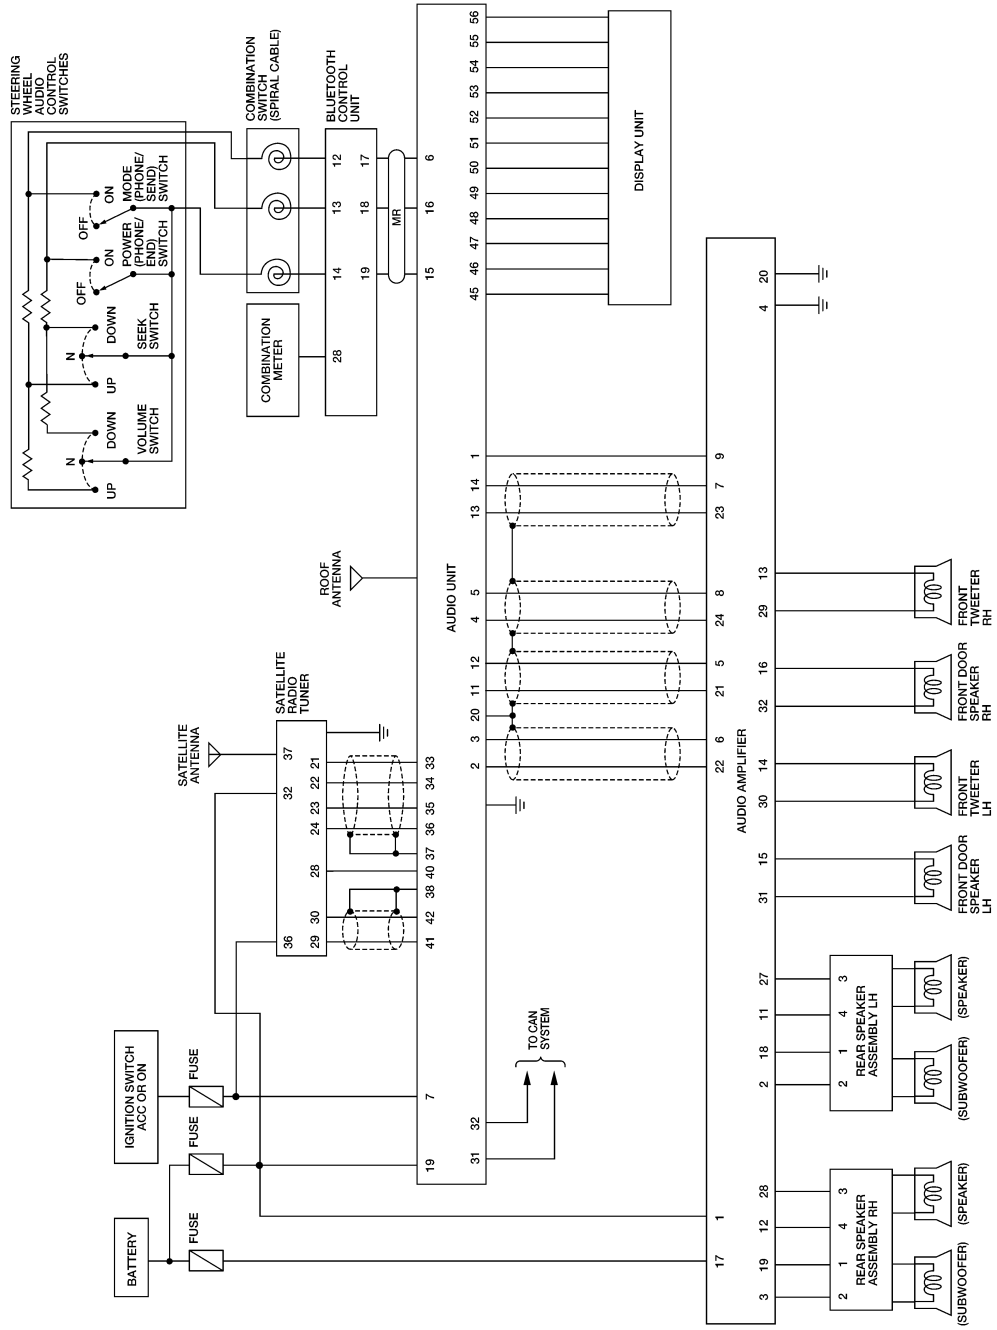 BATTERY
IGNITION SWITCH
ACC OR ON
FUSE
FUSE
FUSE
SATELLITE
ANTENNA
SATELLITE
RADIO
TUNER
36
32
37
29
30
28
24
23
22
21
ROOF
ANTENNA
STEERING
WHEEL
AUDIO
CONTROL
SWITCHES
UP
N
DOWN
VOLUME
SWITCH
UP
N
DOWN
SEEK
SWITCH
OFF
ON
POWER
(PHONE/
END)
SWITCH
OFF
ON
MODE
(PHONE/
SEND)
SWITCH
COMBINATION
SWITCH
(SPIRAL CABLE)
COMBINATION
METER
BLUETOOTH
CONTROL
UNIT
28
14
13
12
19
18
17
MR
AUDIO UNIT
19
7
41
42
38
40
37
36
35
34
33
15
16
6
31
32
2
3
20
11
12
4
5
13
14
1
45
46
47
48
49
50
51
52
53
54
55
56
TO CAN
SYSTEM
DISPLAY UNIT
AUDIO AMPLIFIER
17
1
22
6
21
5
24
8
23
7
9
3
19
12
28
2
18
11
27
31
15
30
14
32
16
29
13
4
20
REAR SPEAKER
ASSEMBLY RH
2
1
4
3
REAR SPEAKER
ASSEMBLY LH
2
1
4
3
(SUBWOOFER)
(SPEAKER)
(SUBWOOFER)
(SPEAKER)
FRONT DOOR
SPEAKER
LH
FRONT
TWEETER
LH
FRONT DOOR
SPEAKER
RH
FRONT
TWEETER
RH